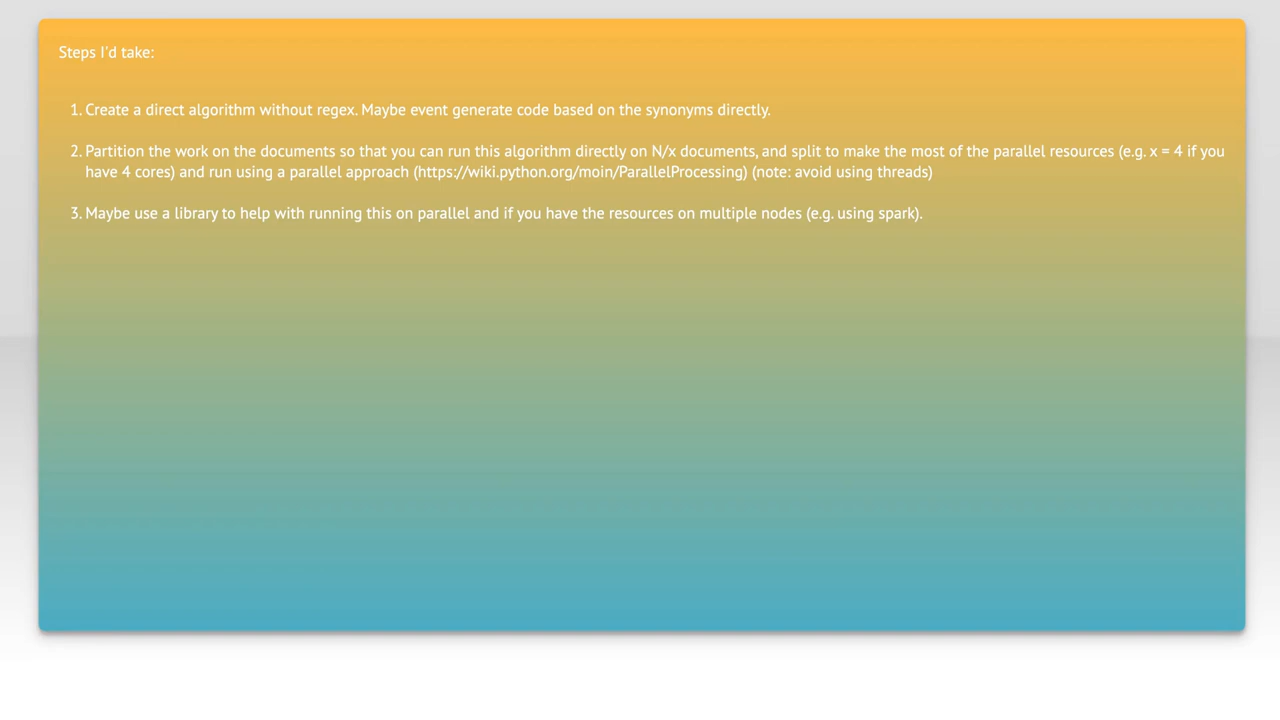 Steps I'd take:
1. Create a direct algorithm without regex. Maybe event generate code based on the synonyms directly.
2. Partition the work on the documents so that you can run this algorithm directly on N/x documents, and split to make the most of the parallel resources (e.g. x = 4 if you
have 4 cores) and run using a parallel approach (https://wiki.python.org/moin/ParallelProcessing) (note: avoid using threads)
3. Maybe use a library to help with running this on parallel and if you have the resources on multiple nodes (e.g. using spark).